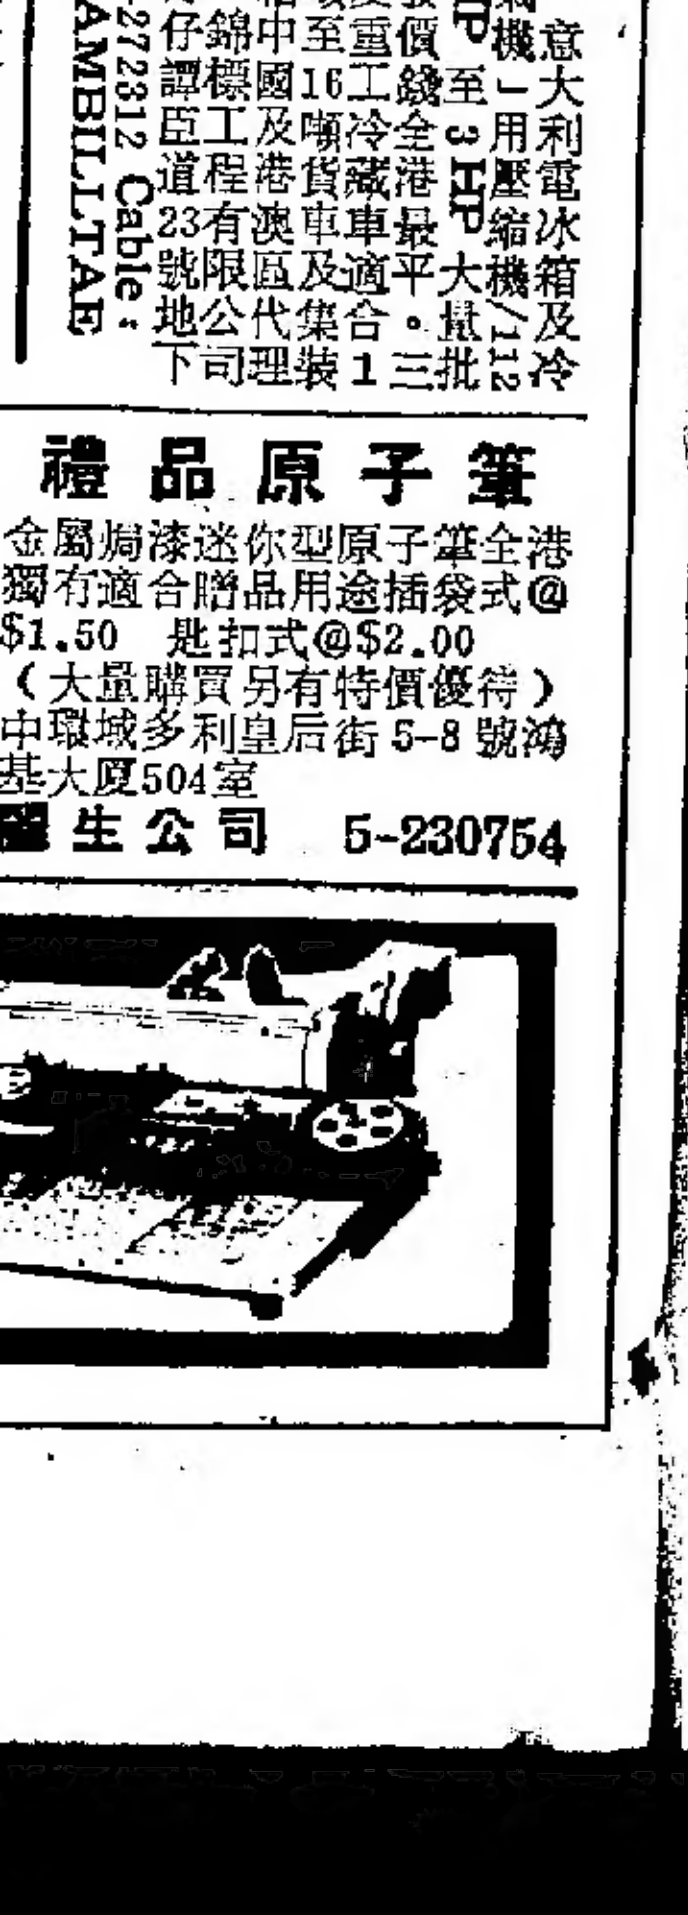 意大利電冰箱及冷
機」用壓縮機/112
HP 至 3 HP 大量批
價錢全港最平。三
重工冷藏車適合 1
至16噸貨車及集裝
中國及港澳區代理
錦標工程有限公司
仔譚臣道23號地下
-272312 Cable:
AMBILLTAE
禮品原子筆
金屬焗漆迷你型原子筆全港
獨有適合贈品用途插袋式@
$1.50 匙扣式@$2.00
(大量購買另有特價優待)
中環域多利皇后街 5-8 號鴻
基大厦504室
生公司 5-230754